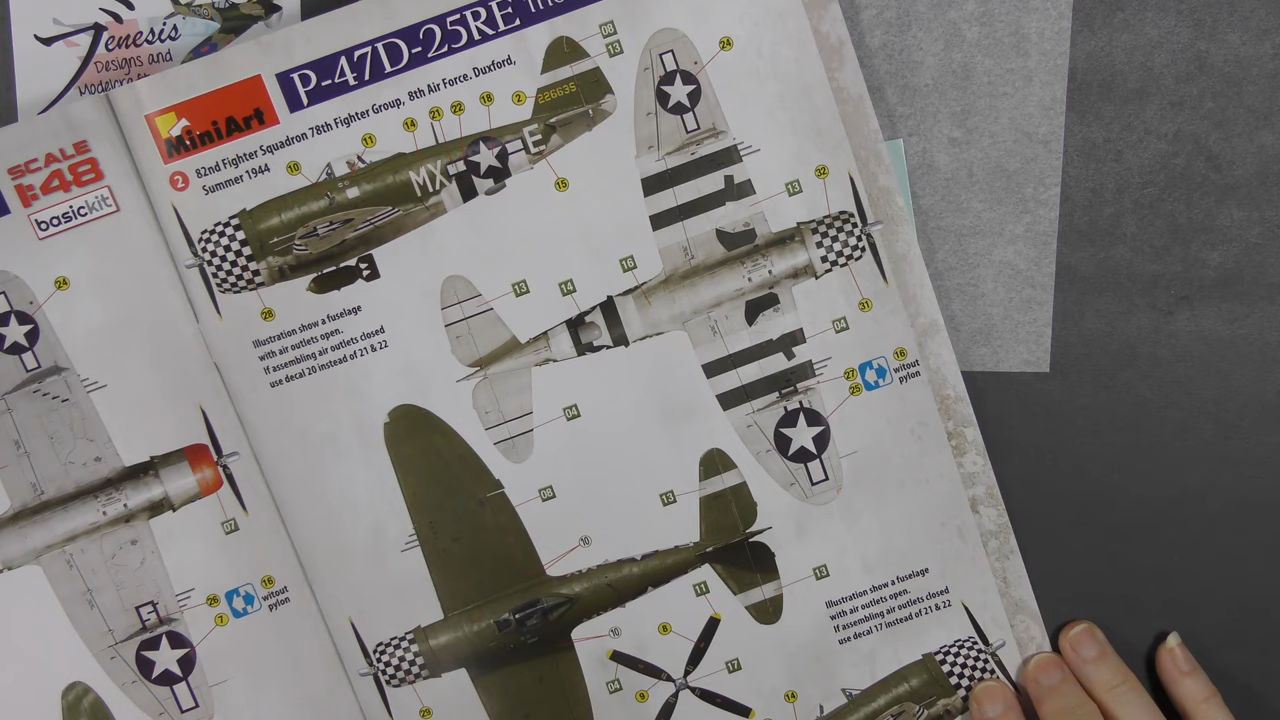 Genesis
Designs and
SCALE
1:48
basickit
24
07
16
26
witout
pylon
7
MiniArt
P-47D-25RE
2
82nd Fighter Squadron 78th Fighter Group, 8th Air Force. Duxford,
Summer 1944
10
11
14
21
22
18
2
08
13
226635
MX
E
15
28
Illustration show a fuselage
with air outlets open.
If assembling air outlets closed
use decal 20 instead of 21 & 22
24
13
32
16
14
13
31
04
04
27
16
25
witout
pylon
08
13
10
13
11
10
8
17
04
9
29
14
Illustration show a fuselage
with air outlets open.
If assembling air outlets closed
use decal 17 instead of 21 & 22